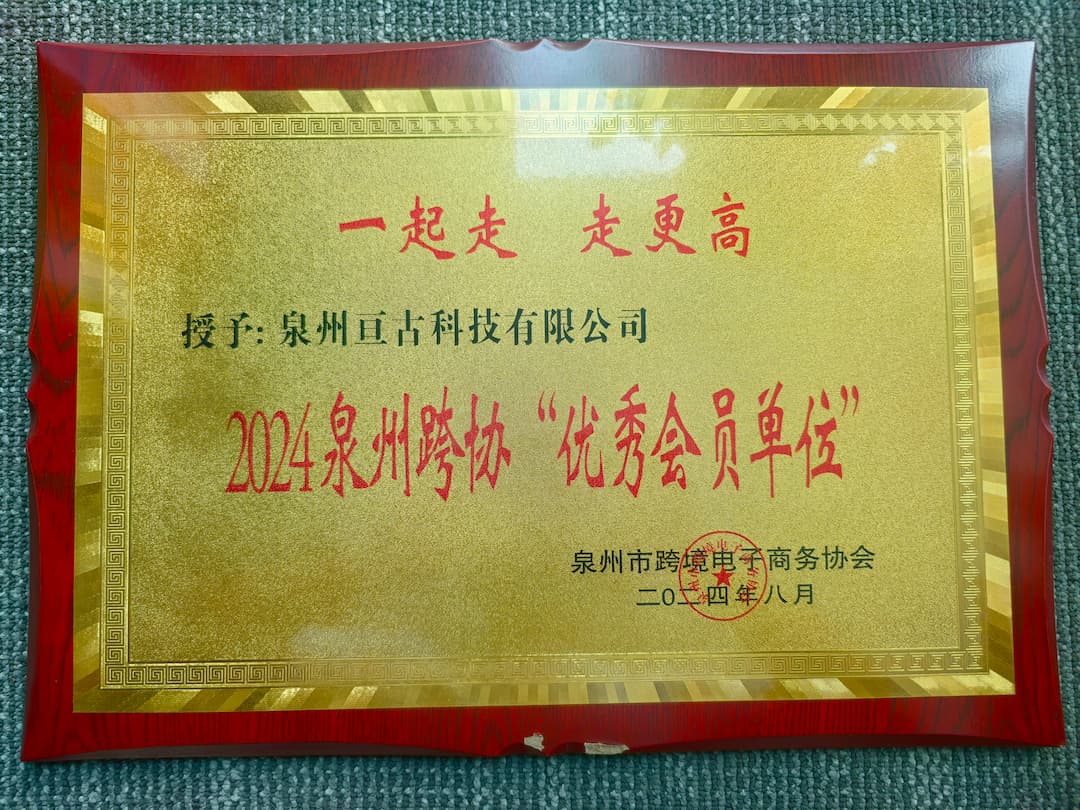 一起走 走更高
授予: 泉州亘古科技有限公司
2024泉州跨协“优秀会员单位”
泉州市跨境电子商务协会
二0二四年八月